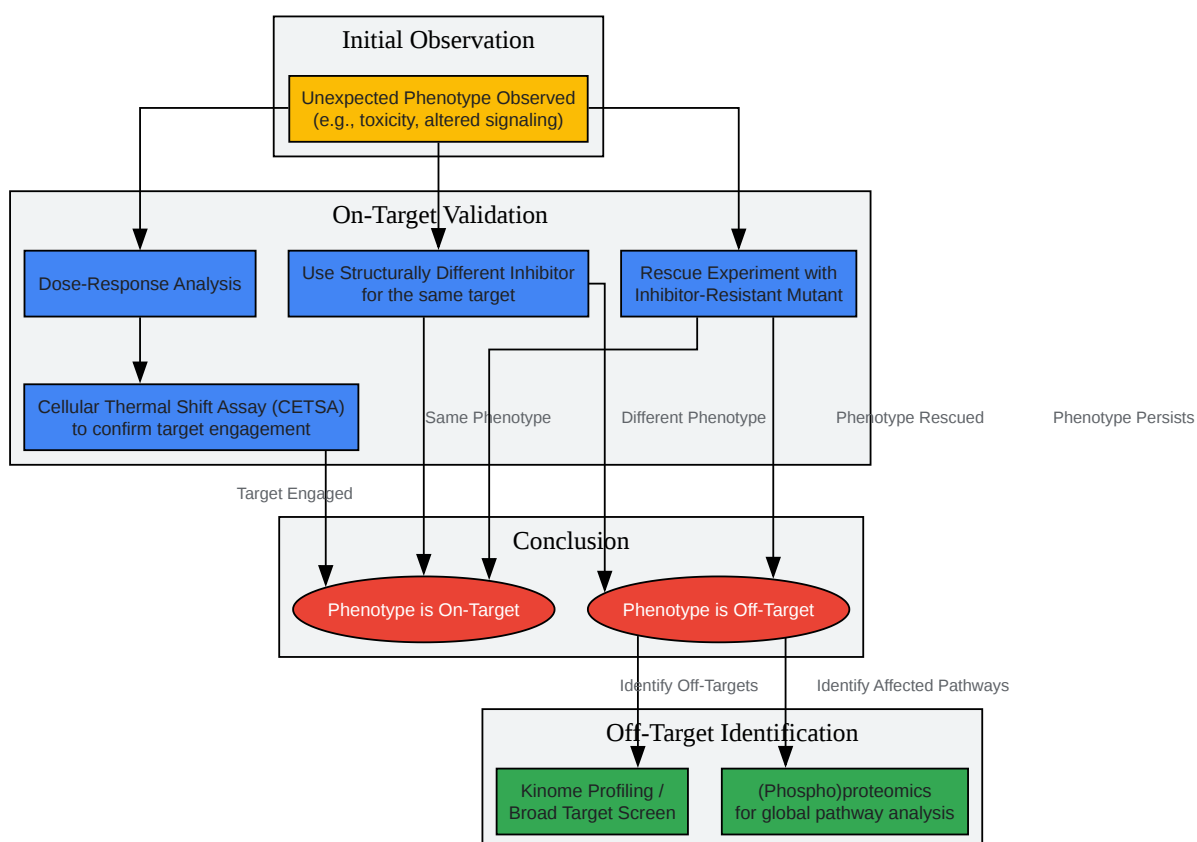 Initial Observation
Unexpected Phenotype Observed
(e.g., toxicity, altered signaling)
On-Target Validation
Dose-Response Analysis
Use Structurally Different Inhibitor
for the same target
Rescue Experiment with
Inhibitor-Resistant Mutant
Cellular Thermal Shift Assay (CETSA)
to confirm target engagement
Same Phenotype
Different Phenotype
Phenotype Rescued
Phenotype Persists
Target Engaged
Conclusion
Phenotype is On-Target
Phenotype is Off-Target
Identify Off-Targets
Identify Affected Pathways
Off-Target Identification
Kinome Profiling /
Broad Target Screen
(Phospho)proteomics
for global pathway analysis